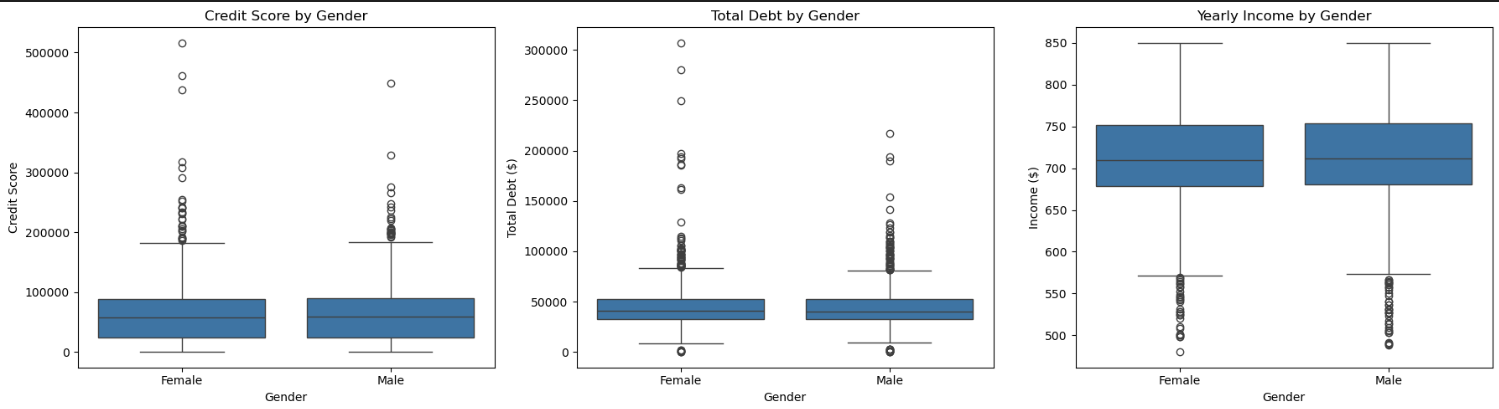 Credit Score by Gender
Credit Score
500000
400000
300000
200000
100000
0
Female
Male
Gender
Total Debt by Gender
Total Debt ($)
300000
250000
200000
150000
100000
50000
0
Female
Male
Gender
Yearly Income by Gender
Income ($)
850
800
750
700
650
600
550
500
Female
Male
Gender